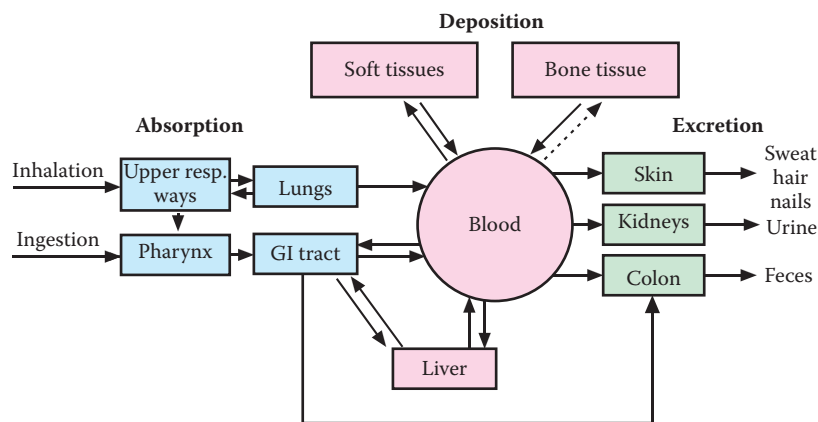 Deposition
Soft tissues
Bone tissue
Absorption
Excretion
Inhalation
Upper resp.
ways
Lungs
Blood
Skin
Sweat
hair
nails
Ingestion
Pharynx
GI tract
Kidneys
Urine
Colon
Feces
Liver